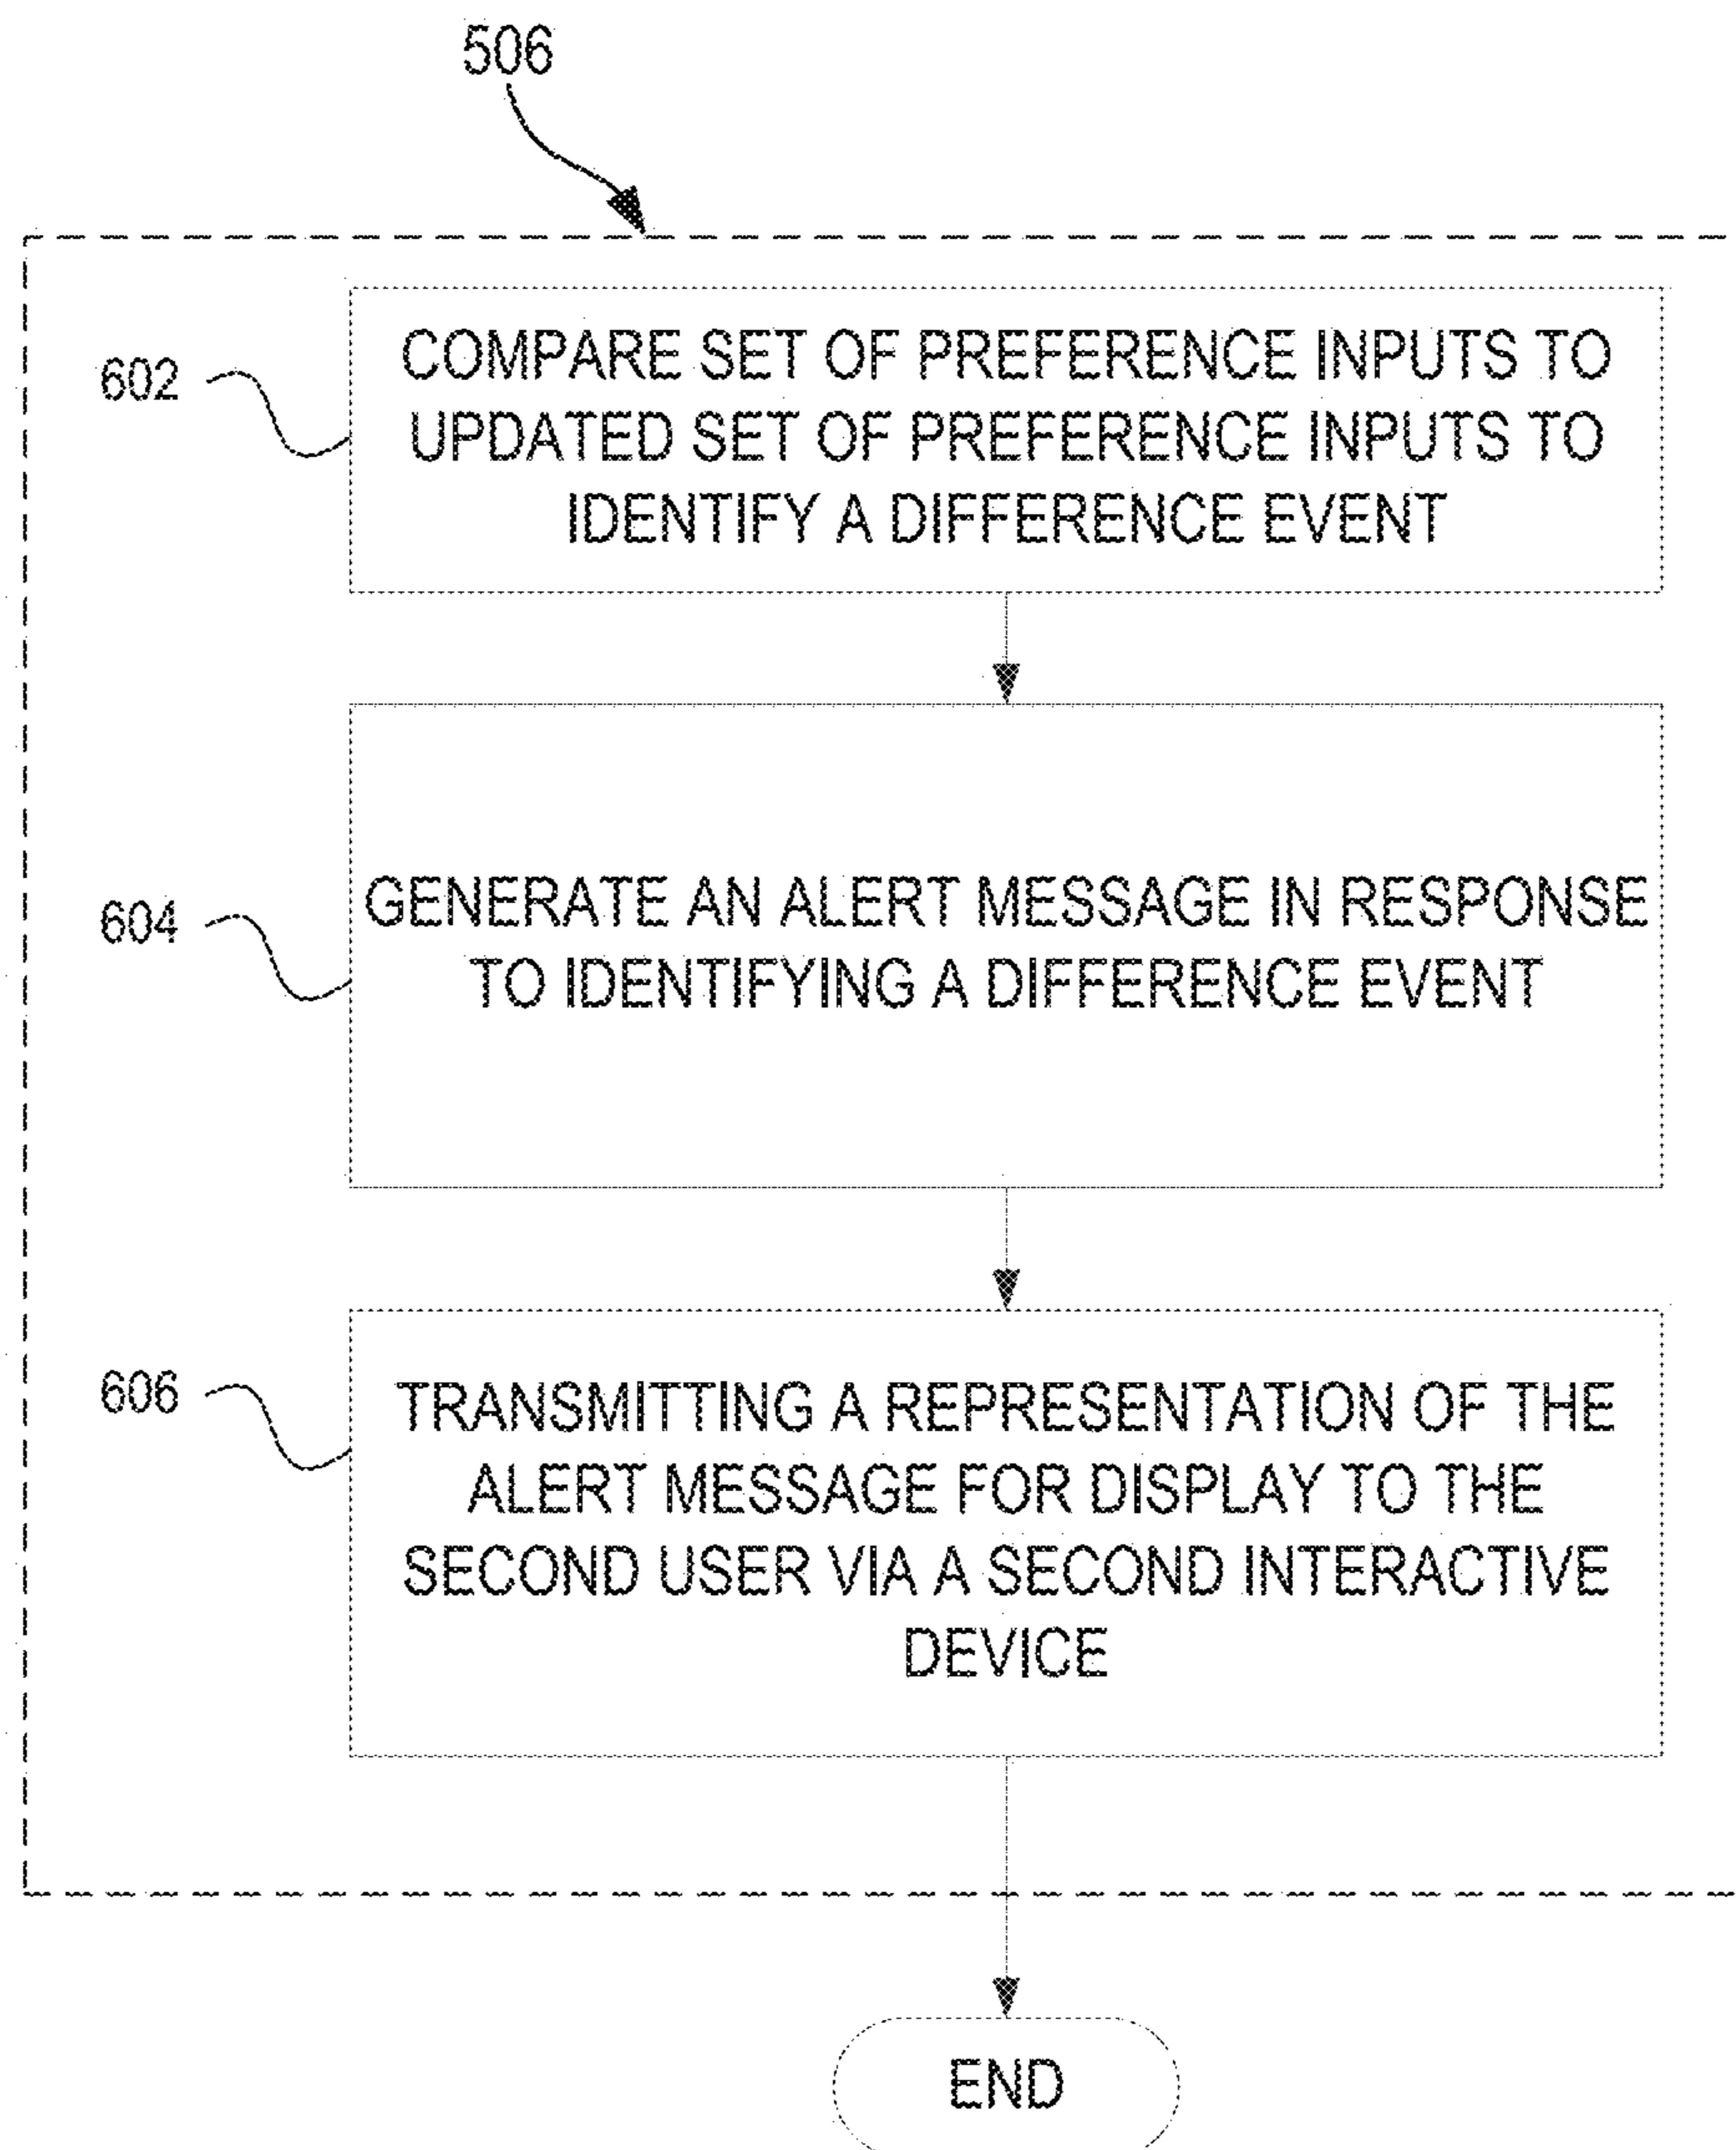 506
602
COMPARE SET OF PREFERENCE INPUTS TO
UPDATED SET OF PREFERENCE INPUTS TO
IDENTIFY A DIFFERENCE EVENT
604
GENERATE AN ALERT MESSAGE IN RESPONSE
TO IDENTIFYING A DIFFERENCE EVENT
606
TRANSMITTING A REPRESENTATION OF THE
ALERT MESSAGE FOR DISPLAY TO THE
SECOND USER VIA A SECOND INTERACTIVE
DEVICE
END